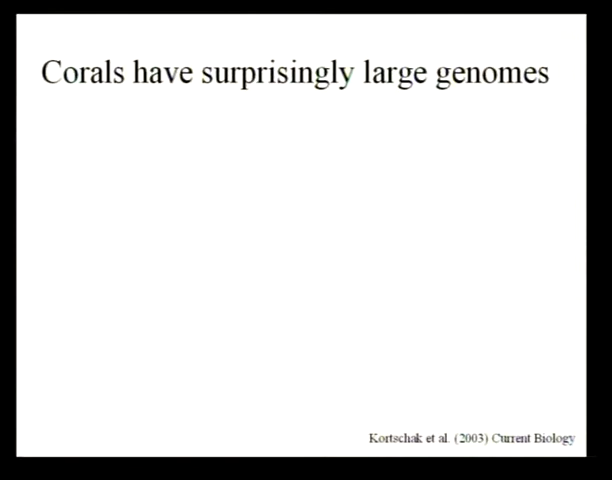 Corals have surprisingly large genomes
Kortschak et al. (2003) Current Biology